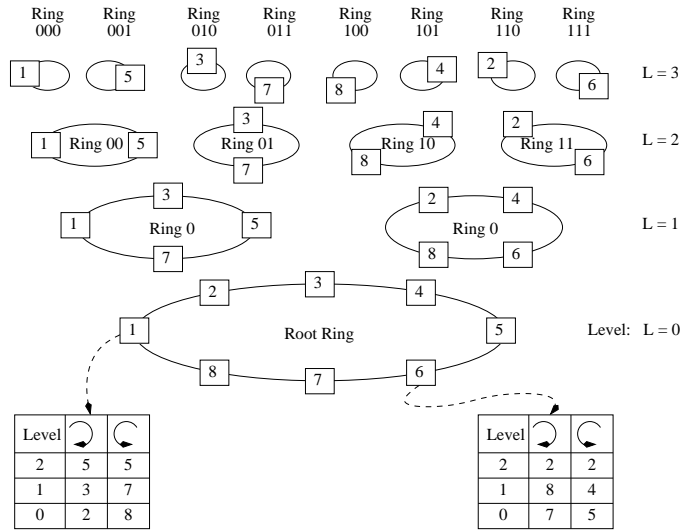 Ring 000 Ring 001 Ring 010 Ring 011 Ring 100 Ring 101 Ring 110 Ring 111
1 5 3 7 8 4 2 6 L = 3
1 Ring 00 5 3 Ring 01 7 8 Ring 10 4 2 Ring 11 6 L = 2
1 3 Ring 0 5 7 2 4 Ring 0 8 6 L = 1
1 2 3 4 5 Root Ring 8 7 6 Level: L = 0
Level
2 5 5
1 3 7
0 2 8
Level
2 2 2
1 8 4
0 7 5